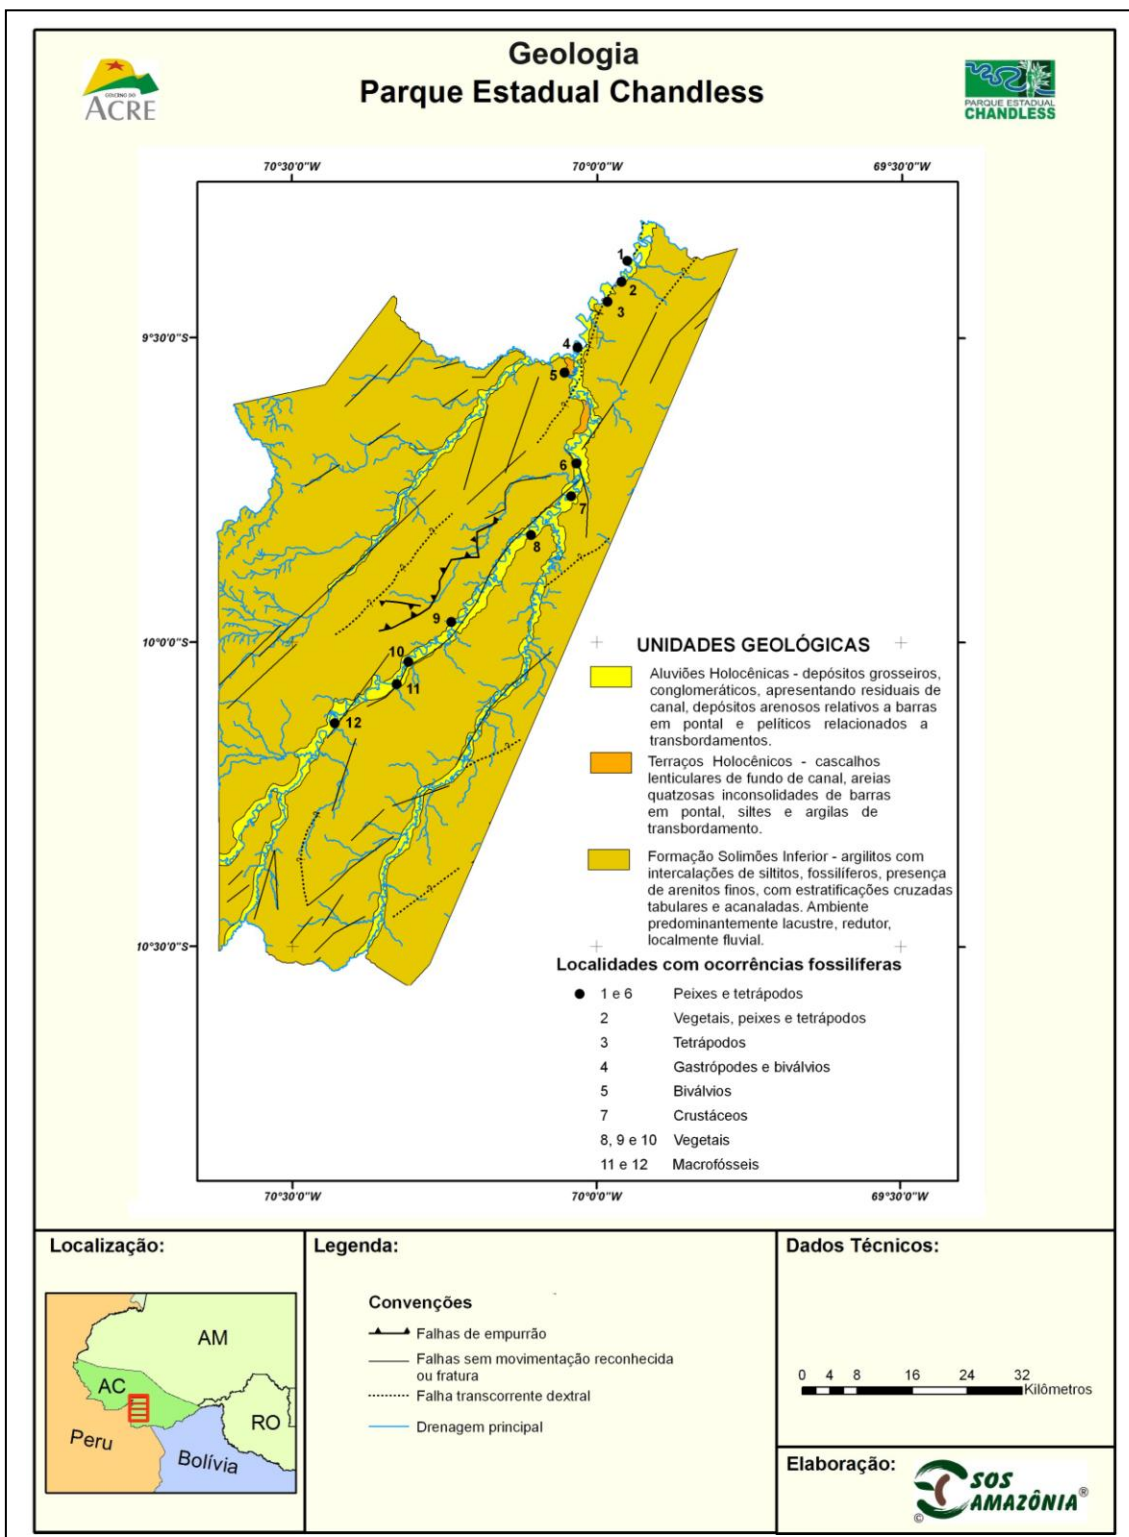 Geologia
Parque Estadual Chandless
GOVERNO DO
ACRE
PARQUE ESTADUAL
CHANDLESS
70°30'0"W
70°0'0"W
69°30'0"W
9°30'0"S
10°0'0"S
10°30'0"S
1
2
3
4
5
6
7
8
9
10
11
12
UNIDADES GEOLÓGICAS
Aluviões Holocênicas - depósitos grosseiros,
conglomeráticos, apresentando residuais de
canal, depósitos arenosos relativos a barras
em pontal e pelíticos relacionados a
transbordamentos.
Terraços Holocênicos - cascalhos
lenticulares de fundo de canal, areias
quatzosas inconsolidades de barras
em pontal, siltes e argilas de
transbordamento.
Formação Solimões Inferior - argilitos com
intercalações de siltitos, fossilíferos, presença
de arenitos finos, com estratificações cruzadas
tabulares e acanaladas. Ambiente
predominantemente lacustre, redutor,
localmente fluvial.
Localidades com ocorrências fossilíferas
1 e 6 Peixes e tetrápodos
2 Vegetais, peixes e tetrápodos
3 Tetrápodos
4 Gastrópodes e biválvios
5 Biválvios
7 Crustáceos
8, 9 e 10 Vegetais
11 e 12 Macrofósseis
70°30'0"W
70°0'0"W
69°30'0"W
Localização:
AM
AC
RO
Peru
Bolívia
Legenda:
Convenções
Falhas de empurrão
Falhas sem movimentação reconhecida
ou fratura
Falha transcorrente dextral
Drenagem principal
Dados Técnicos:
0 4 8 16 24 32
Kilômetros
Elaboração:
SOS
AMAZÔNIA®
©